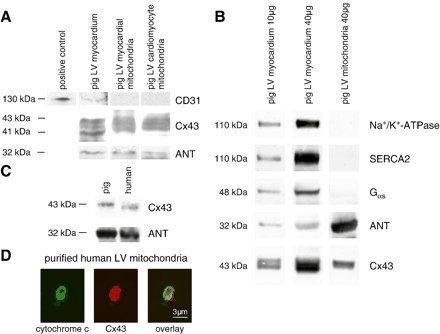 A
positive control
pig LV myocardium
pig LV myocardial
mitochondria
pig LV cardiomyocyte
mitochondria
130 kDa
CD31
43 kDa
41 kDa
Cx43
32 kDa
ANT
B
pig LV myocardium 10µg
pig LV myocardium 40µg
pig LV mitochondria 40µg
110 kDa
Na+/K+-ATPase
110 kDa
SERCA2
48 kDa
Gαs
32 kDa
ANT
43 kDa
Cx43
C
pig
human
43 kDa
Cx43
32 kDa
ANT
D
purified human LV mitochondria
3µm
cytochrome c
Cx43
overlay